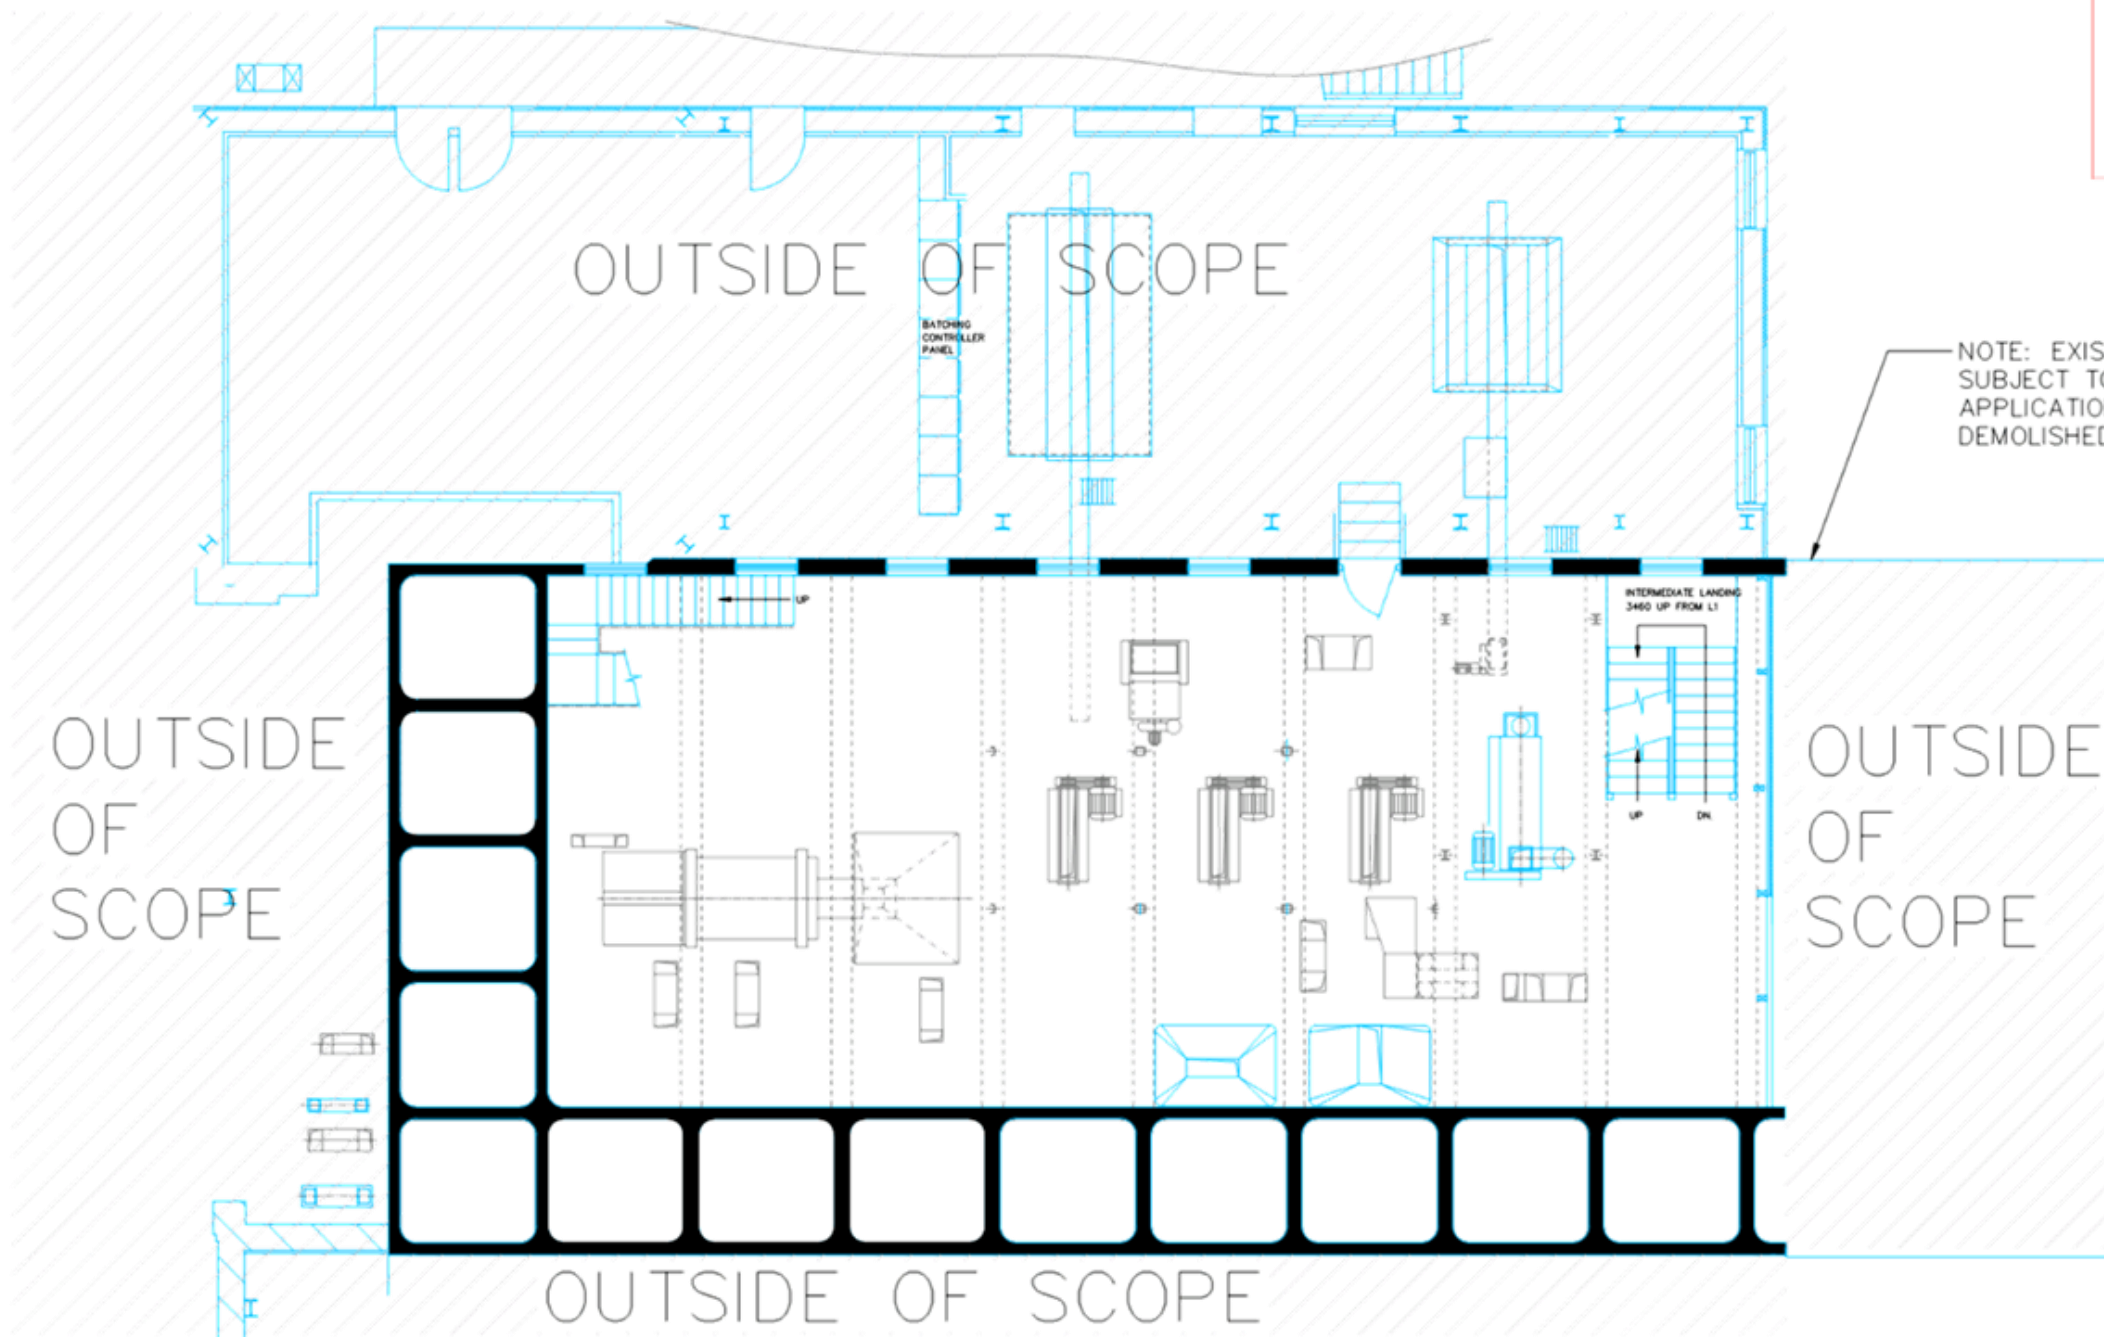 OUTSIDE OF SCOPE
BATCHING
CONTROLLER
PANEL
NOTE: EXIS
SUBJECT TO
APPLICATIO
DEMOLISHED
UP
INTERMEDIATE LANDING
3460 UP FROM L1
UP
DN.
OUTSIDE
OF
SCOPE
OUTSIDE
OF
SCOPE
OUTSIDE OF SCOPE